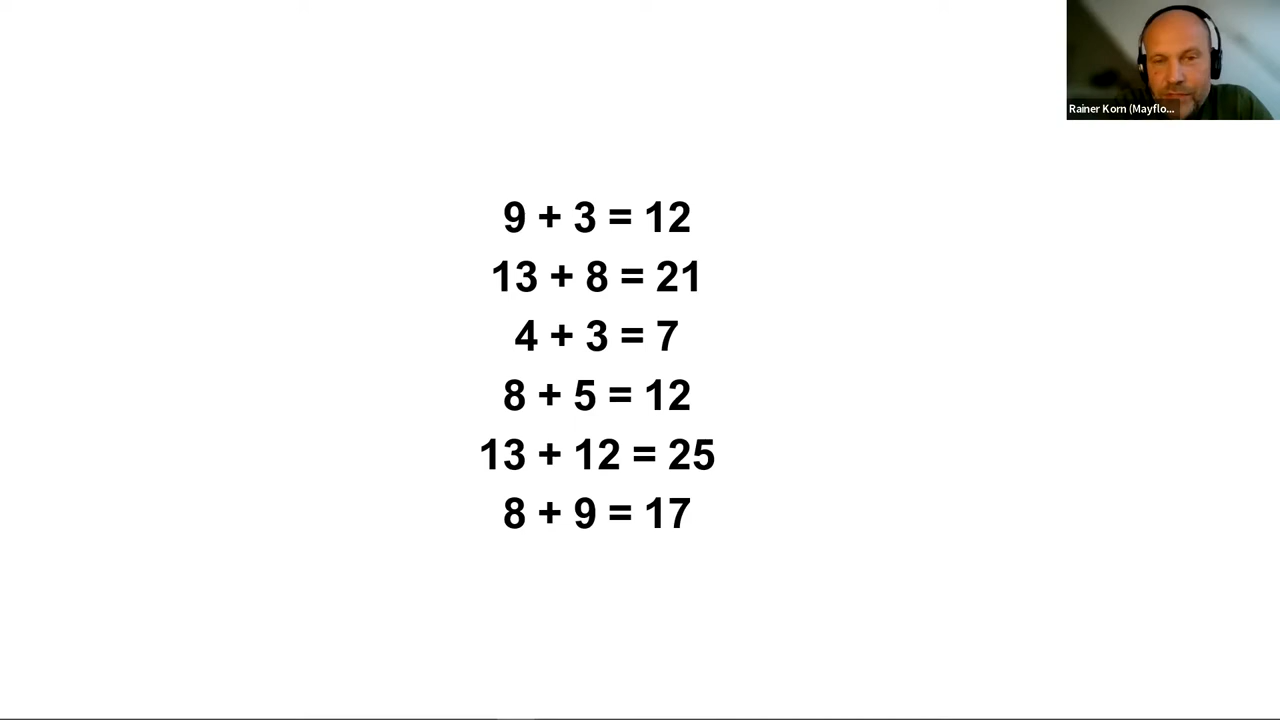 Rainer Korn (Mayflo...
9 + 3 = 12
13 + 8 = 21
4 + 3 = 7
8 + 5 = 12
13 + 12 = 25
8 + 9 = 17